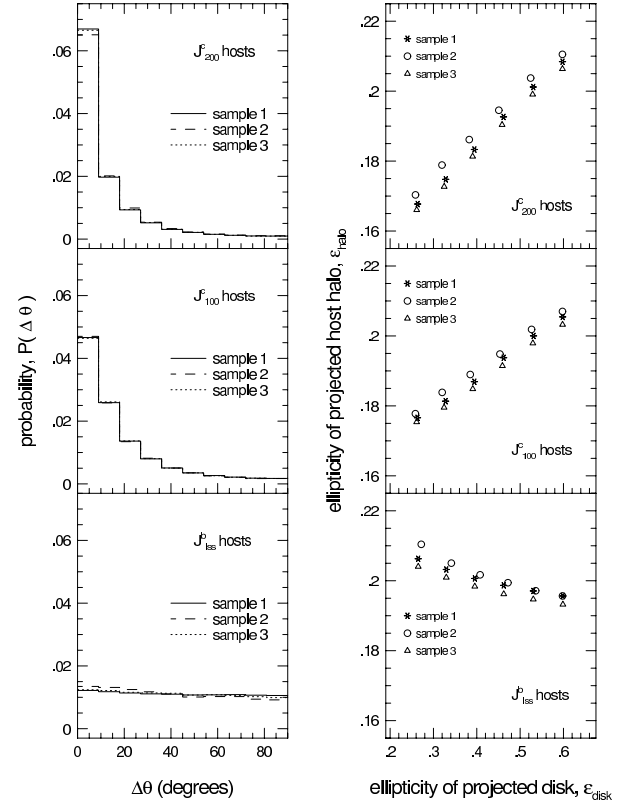 .06
.04
.02
0
J^c_200 hosts
sample 1
sample 2
sample 3
.06
.04
.02
0
J^c_100 hosts
sample 1
sample 2
sample 3
.06
.04
.02
0
J^b_lss hosts
sample 1
sample 2
sample 3
0 20 40 60 80
Δθ (degrees)
probability, P(Δθ)
.22
.2
.18
.16
sample 1
sample 2
sample 3
J^c_200 hosts
.22
.2
.18
.16
sample 1
sample 2
sample 3
J^c_100 hosts
.22
.2
.18
.16
sample 1
sample 2
sample 3
J^b_lss hosts
0.2 .3 .4 .5 .6
ellipticity of projected disk, ε_disk
ellipticity of projected host halo, ε_halo